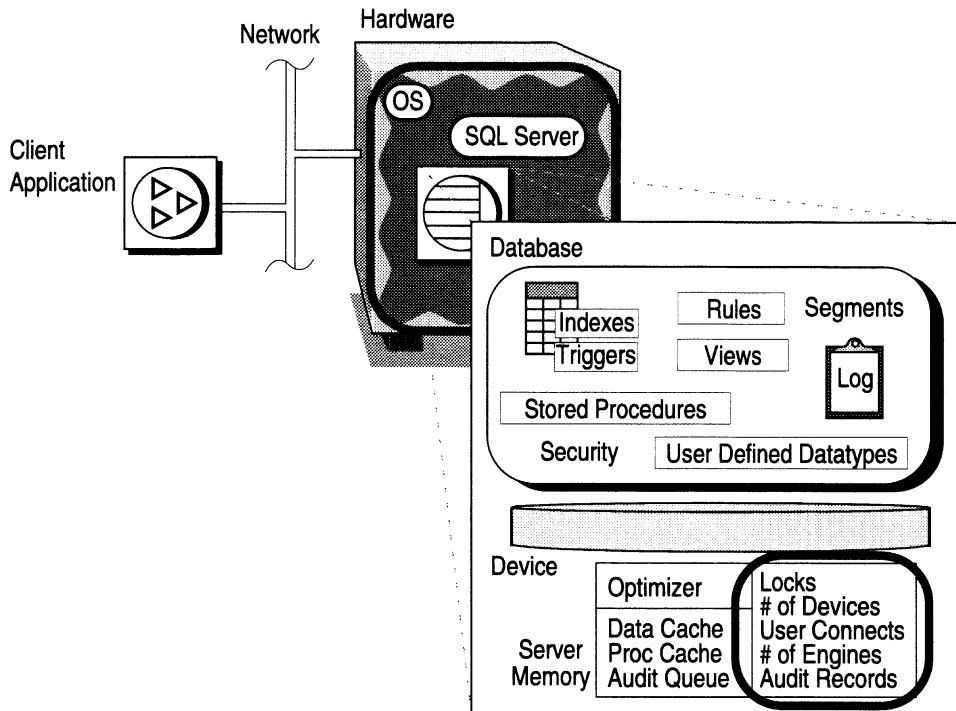 Hardware
Network
OS
SQL Server
Client
Application
Database
Indexes
Triggers
Rules
Views
Segments
Log
Stored Procedures
Security
User Defined Datatypes
Device
Optimizer
Server
Memory
Data Cache
Proc Cache
Audit Queue
Locks
# of Devices
User Connects
# of Engines
Audit Records